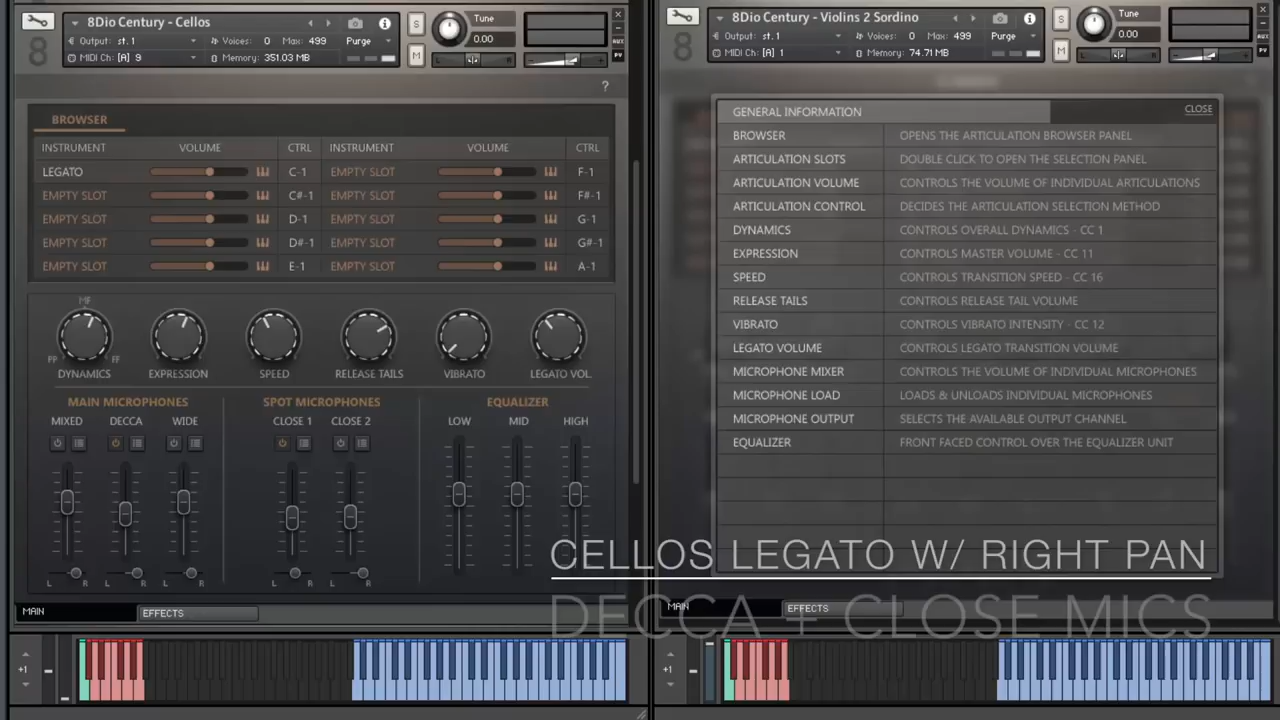 8Dio Century - Cellos
Output: st.1 Voices: 0 Max: 499 Purge
MIDI Ch: [A] 9 Memory: 351.03 MB
S
M
Tune
0.00
L R
AUX
PV
8
?
BROWSER
INSTRUMENT VOLUME CTRL INSTRUMENT VOLUME CTRL
LEGATO C-1 EMPTY SLOT F-1
EMPTY SLOT C#-1 EMPTY SLOT F#-1
EMPTY SLOT D-1 EMPTY SLOT G-1
EMPTY SLOT D#-1 EMPTY SLOT G#-1
EMPTY SLOT E-1 EMPTY SLOT A-1
MF
PP FF
DYNAMICS EXPRESSION SPEED RELEASE TAILS VIBRATO LEGATO VOL.
MAIN MICROPHONES SPOT MICROPHONES EQUALIZER
MIXED DECCA WIDE CLOSE 1 CLOSE 2 LOW MID HIGH
L R L R L R L R L R
MAIN EFFECTS
+1
8Dio Century - Violins 2 Sordino
Output: st.1 Voices: 0 Max: 499 Purge
MIDI Ch: [A] 1 Memory: 74.71 MB
S
M
Tune
0.00
L R
AUX
PV
8
GENERAL INFORMATION CLOSE
BROWSER OPENS THE ARTICULATION BROWSER PANEL
ARTICULATION SLOTS DOUBLE CLICK TO OPEN THE SELECTION PANEL
ARTICULATION VOLUME CONTROLS THE VOLUME OF INDIVIDUAL ARTICULATIONS
ARTICULATION CONTROL DECIDES THE ARTICULATION SELECTION METHOD
DYNAMICS CONTROLS OVERALL DYNAMICS - CC 1
EXPRESSION CONTROLS MASTER VOLUME - CC 11
SPEED CONTROLS TRANSITION SPEED - CC 16
RELEASE TAILS CONTROLS RELEASE TAIL VOLUME
VIBRATO CONTROLS VIBRATO INTENSITY - CC 12
LEGATO VOLUME CONTROLS LEGATO TRANSITION VOLUME
MICROPHONE MIXER CONTROLS THE VOLUME OF INDIVIDUAL MICROPHONES
MICROPHONE LOAD LOADS & UNLOADS INDIVIDUAL MICROPHONES
MICROPHONE OUTPUT SELECTS THE AVAILABLE OUTPUT CHANNEL
EQUALIZER FRONT FACED CONTROL OVER THE EQUALIZER UNIT
CELLOS LEGATO W/ RIGHT PAN
DECCA + CLOSE MICS
MAIN EFFECTS
+1